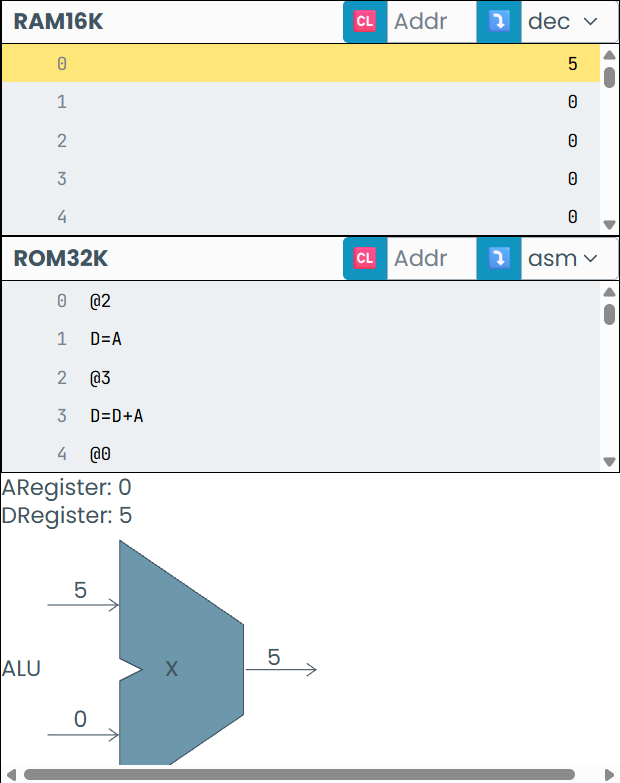 RAM16K CL Addr dec
0 5
1 0
2 0
3 0
4 0
ROM32K CL Addr asm
0 @2
1 D=A
2 @3
3 D=D+A
4 @0
ARegister: 0
DRegister: 5
5
5
ALU X
0